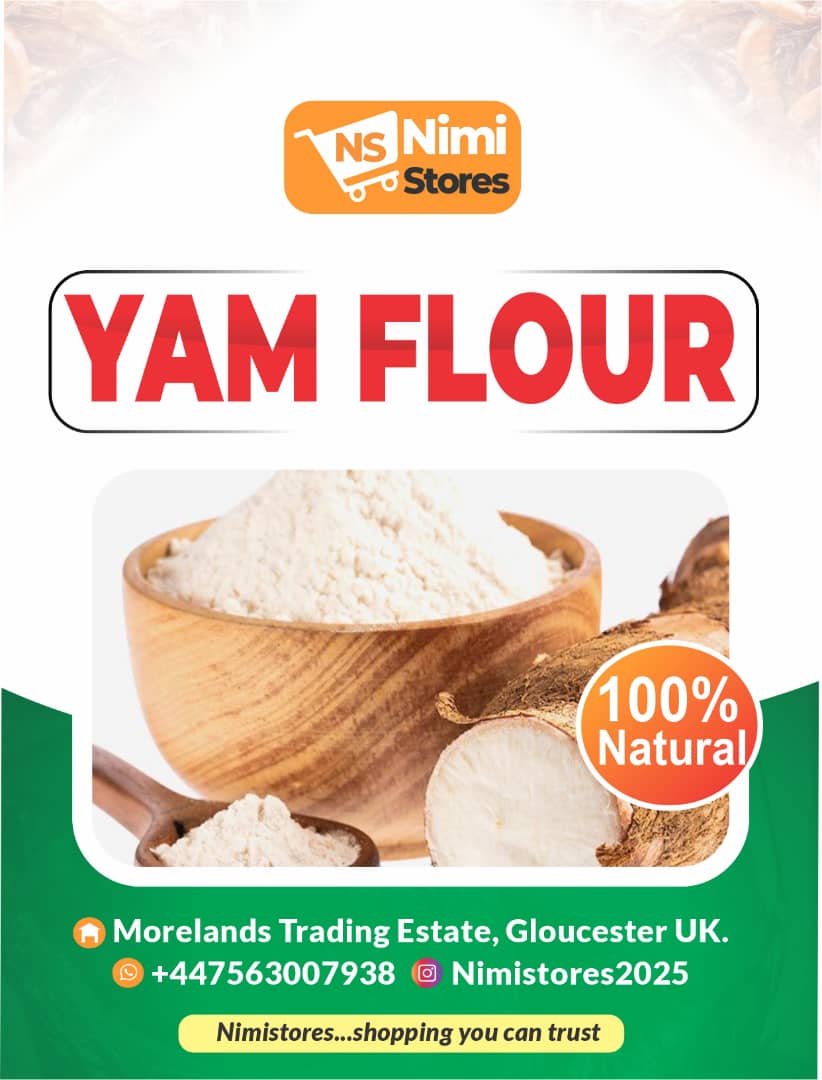 NS Nimi
Stores
YAM FLOUR
100%
Natural
Morelands Trading Estate, Gloucester UK.
+447563007938 Nimistores2025
Nimistores...shopping you can trust